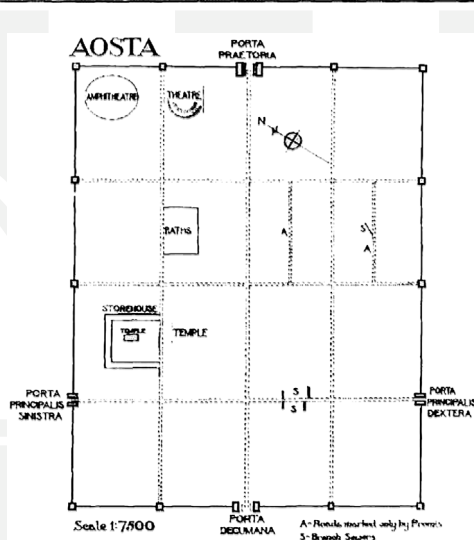 AOSTA
PORTA
PRAETORIA
AMPHITHEATRE
THEATRE
N
BATHS
A
S
A
STOREHOUSE
TEMPLE
TEMPLE
PORTA
PRINCIPALIS
SINISTRA
S
S
PORTA
PRINCIPALIS
DEXTERA
Scale 1:7500
PORTA
DECUMANA
A-Roads marked only by Promis
S-Branch Sewers